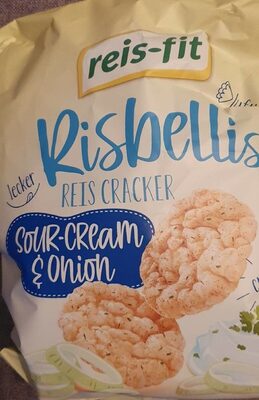 reis-fit
Risbellis
lecker
REIS CRACKER
SOUR-CREAM
& Onion